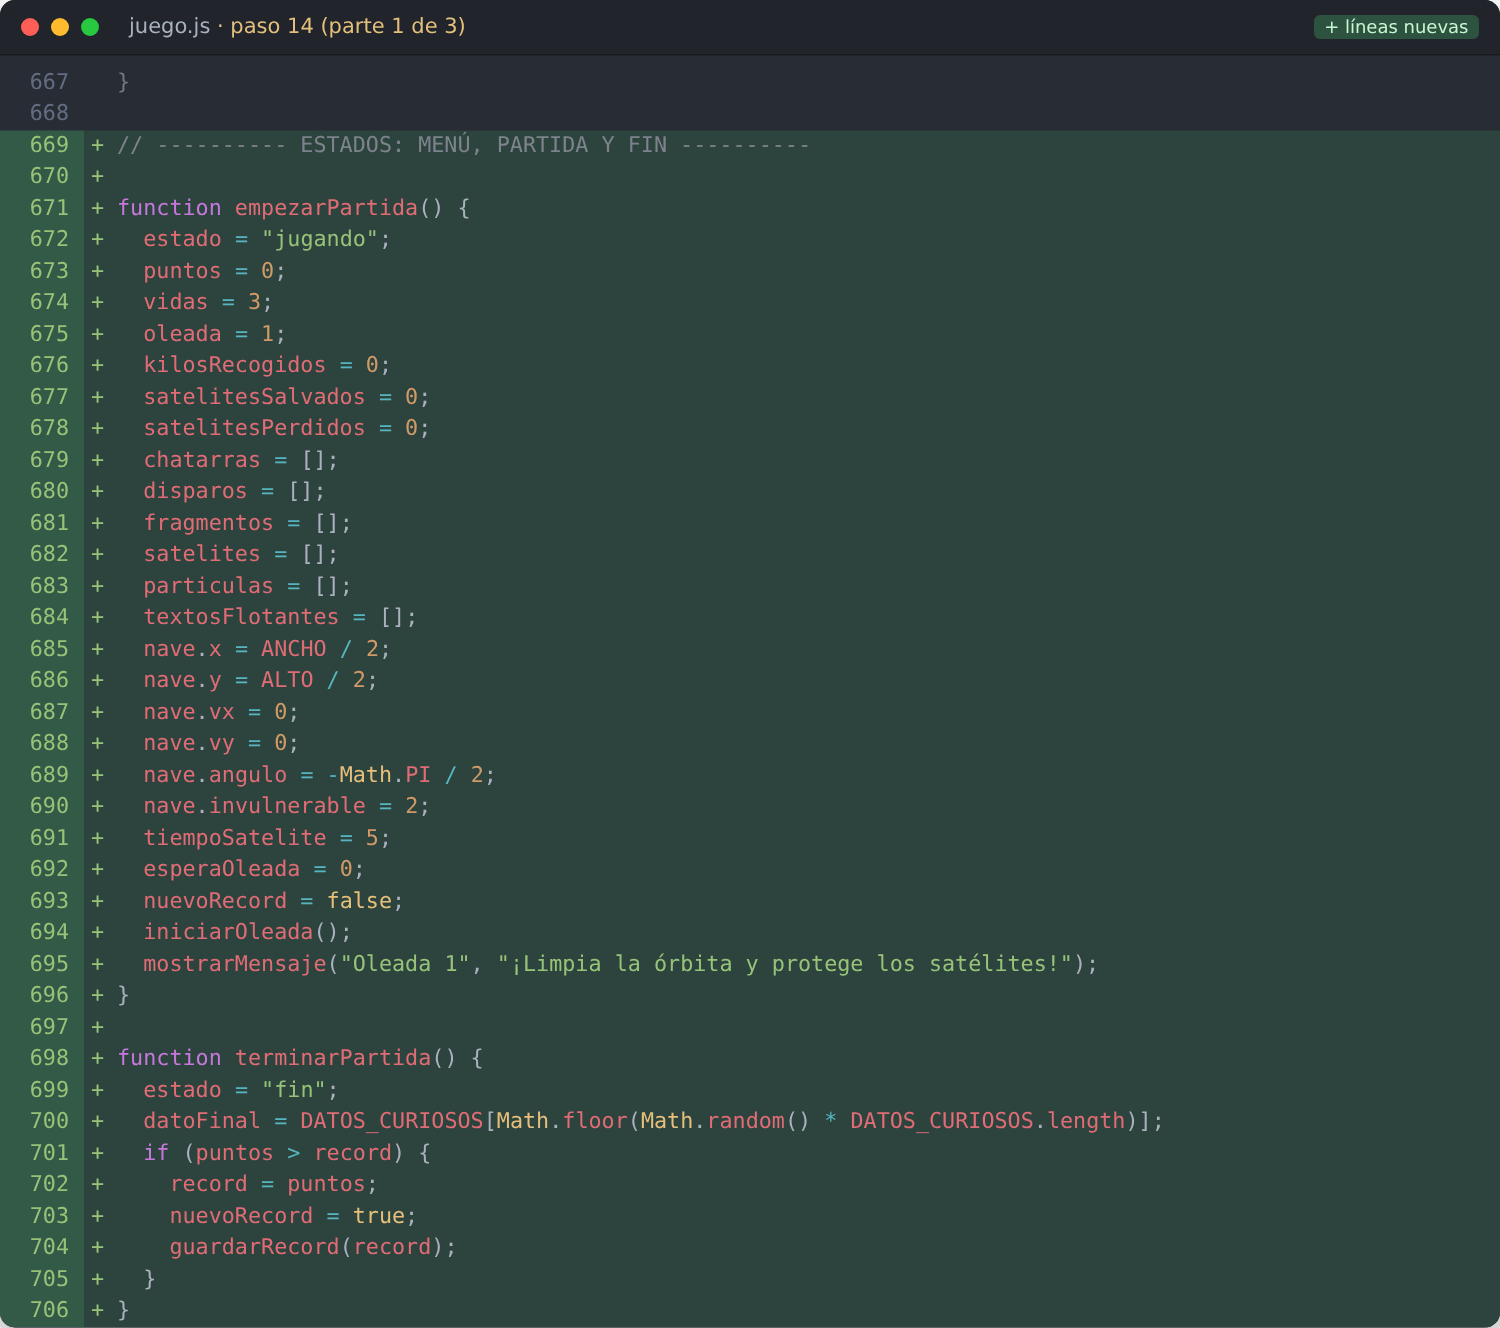 juego.js · paso 14 (parte 1 de 3)
+ líneas nuevas
667 }
668
669 + // ---------- ESTADOS: MENÚ, PARTIDA Y FIN ----------
670 +
671 + function empezarPartida() {
672 +   estado = "jugando";
673 +   puntos = 0;
674 +   vidas = 3;
675 +   oleada = 1;
676 +   kilosRecogidos = 0;
677 +   satelitesSalvados = 0;
678 +   satelitesPerdidos = 0;
679 +   chatarras = [];
680 +   disparos = [];
681 +   fragmentos = [];
682 +   satelites = [];
683 +   particulas = [];
684 +   textosFlotantes = [];
685 +   nave.x = ANCHO / 2;
686 +   nave.y = ALTO / 2;
687 +   nave.vx = 0;
688 +   nave.vy = 0;
689 +   nave.angulo = -Math.PI / 2;
690 +   nave.invulnerable = 2;
691 +   tiempoSatelite = 5;
692 +   esperaOleada = 0;
693 +   nuevoRecord = false;
694 +   iniciarOleada();
695 +   mostrarMensaje("Oleada 1", "¡Limpia la órbita y protege los satélites!");
696 + }
697 +
698 + function terminarPartida() {
699 +   estado = "fin";
700 +   datoFinal = DATOS_CURIOSOS[Math.floor(Math.random() * DATOS_CURIOSOS.length)];
701 +   if (puntos > record) {
702 +     record = puntos;
703 +     nuevoRecord = true;
704 +     guardarRecord(record);
705 +   }
706 + }